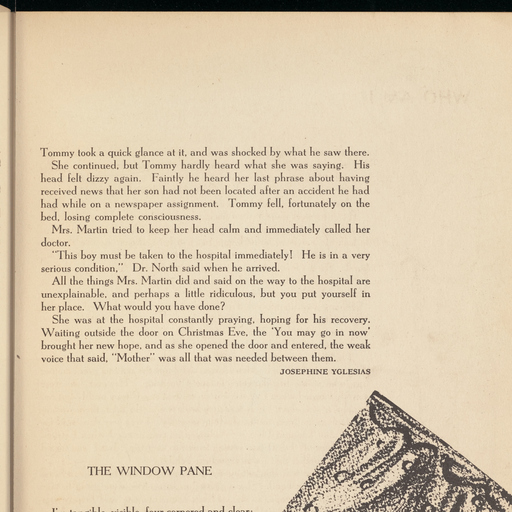 Tommy took a quick glance at it, and was shocked by what he saw there.
She continued, but Tommy hardly heard what she was saying. His
head felt dizzy again. Faintly he heard her last phrase about having
received news that her son had not been located after an accident he had
had while on a newspaper assignment. Tommy fell, fortunately on the
bed, losing complete consciousness.
Mrs. Martin tried to keep her head calm and immediately called her
doctor.
"This boy must be taken to the hospital immediately! He is in a very
serious condition," Dr. North said when he arrived.
All the things Mrs. Martin did and said on the way to the hospital are
unexplainable, and perhaps a little ridiculous, but you put yourself in
her place. What would you have done?
She was at the hospital constantly praying, hoping for his recovery.
Waiting outside the door on Christmas Eve, the 'You may go in now'
brought her new hope, and as she opened the door and entered, the weak
voice that said, "Mother" was all that was needed between them.
JOSEPHINE YGLESIAS
THE WINDOW PANE